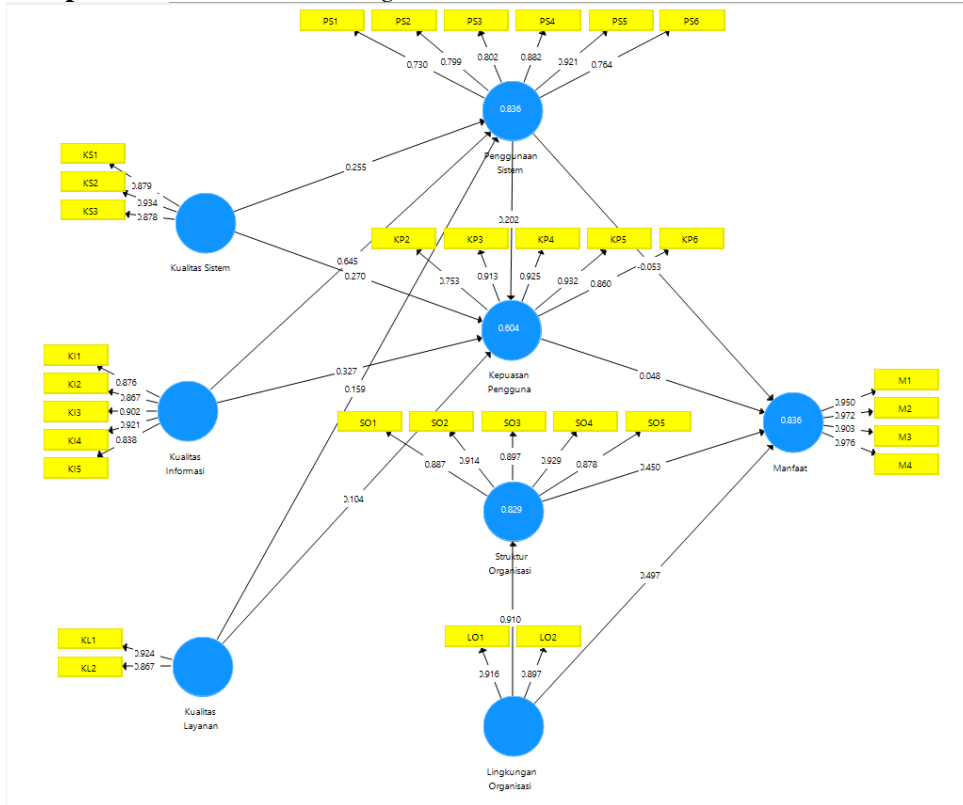 PS1 PS2 PS3 PS4 PS5 PS6
0.730 0.799 0.802 0.882 0.921 0.764
0.836
Penggunaan
Sistem
KS1
KS2
KS3
0.879
0.934
0.878
Kualitas Sistem
0.255
0.270
0.645
0.202
-0.053
KP2 KP3 KP4 KP5 KP6
0.753 0.913 0.925 0.932 0.860
0.604
Kepuasan
Pengguna
KI1
KI2
KI3
KI4
KI5
0.876
0.867
0.902
0.921
0.838
Kualitas
Informasi
0.327
0.159
0.104
0.048
SO1 SO2 SO3 SO4 SO5
0.887 0.914 0.897 0.929 0.878
0.829
Struktur
Organisasi
0.450
0.497
0.836
Manfaat
M1
M2
M3
M4
0.950
0.972
0.903
0.976
KL1
KL2
0.924
0.867
Kualitas
Layanan
0.910
LO1 LO2
0.916 0.897
Lingkungan
Organisasi